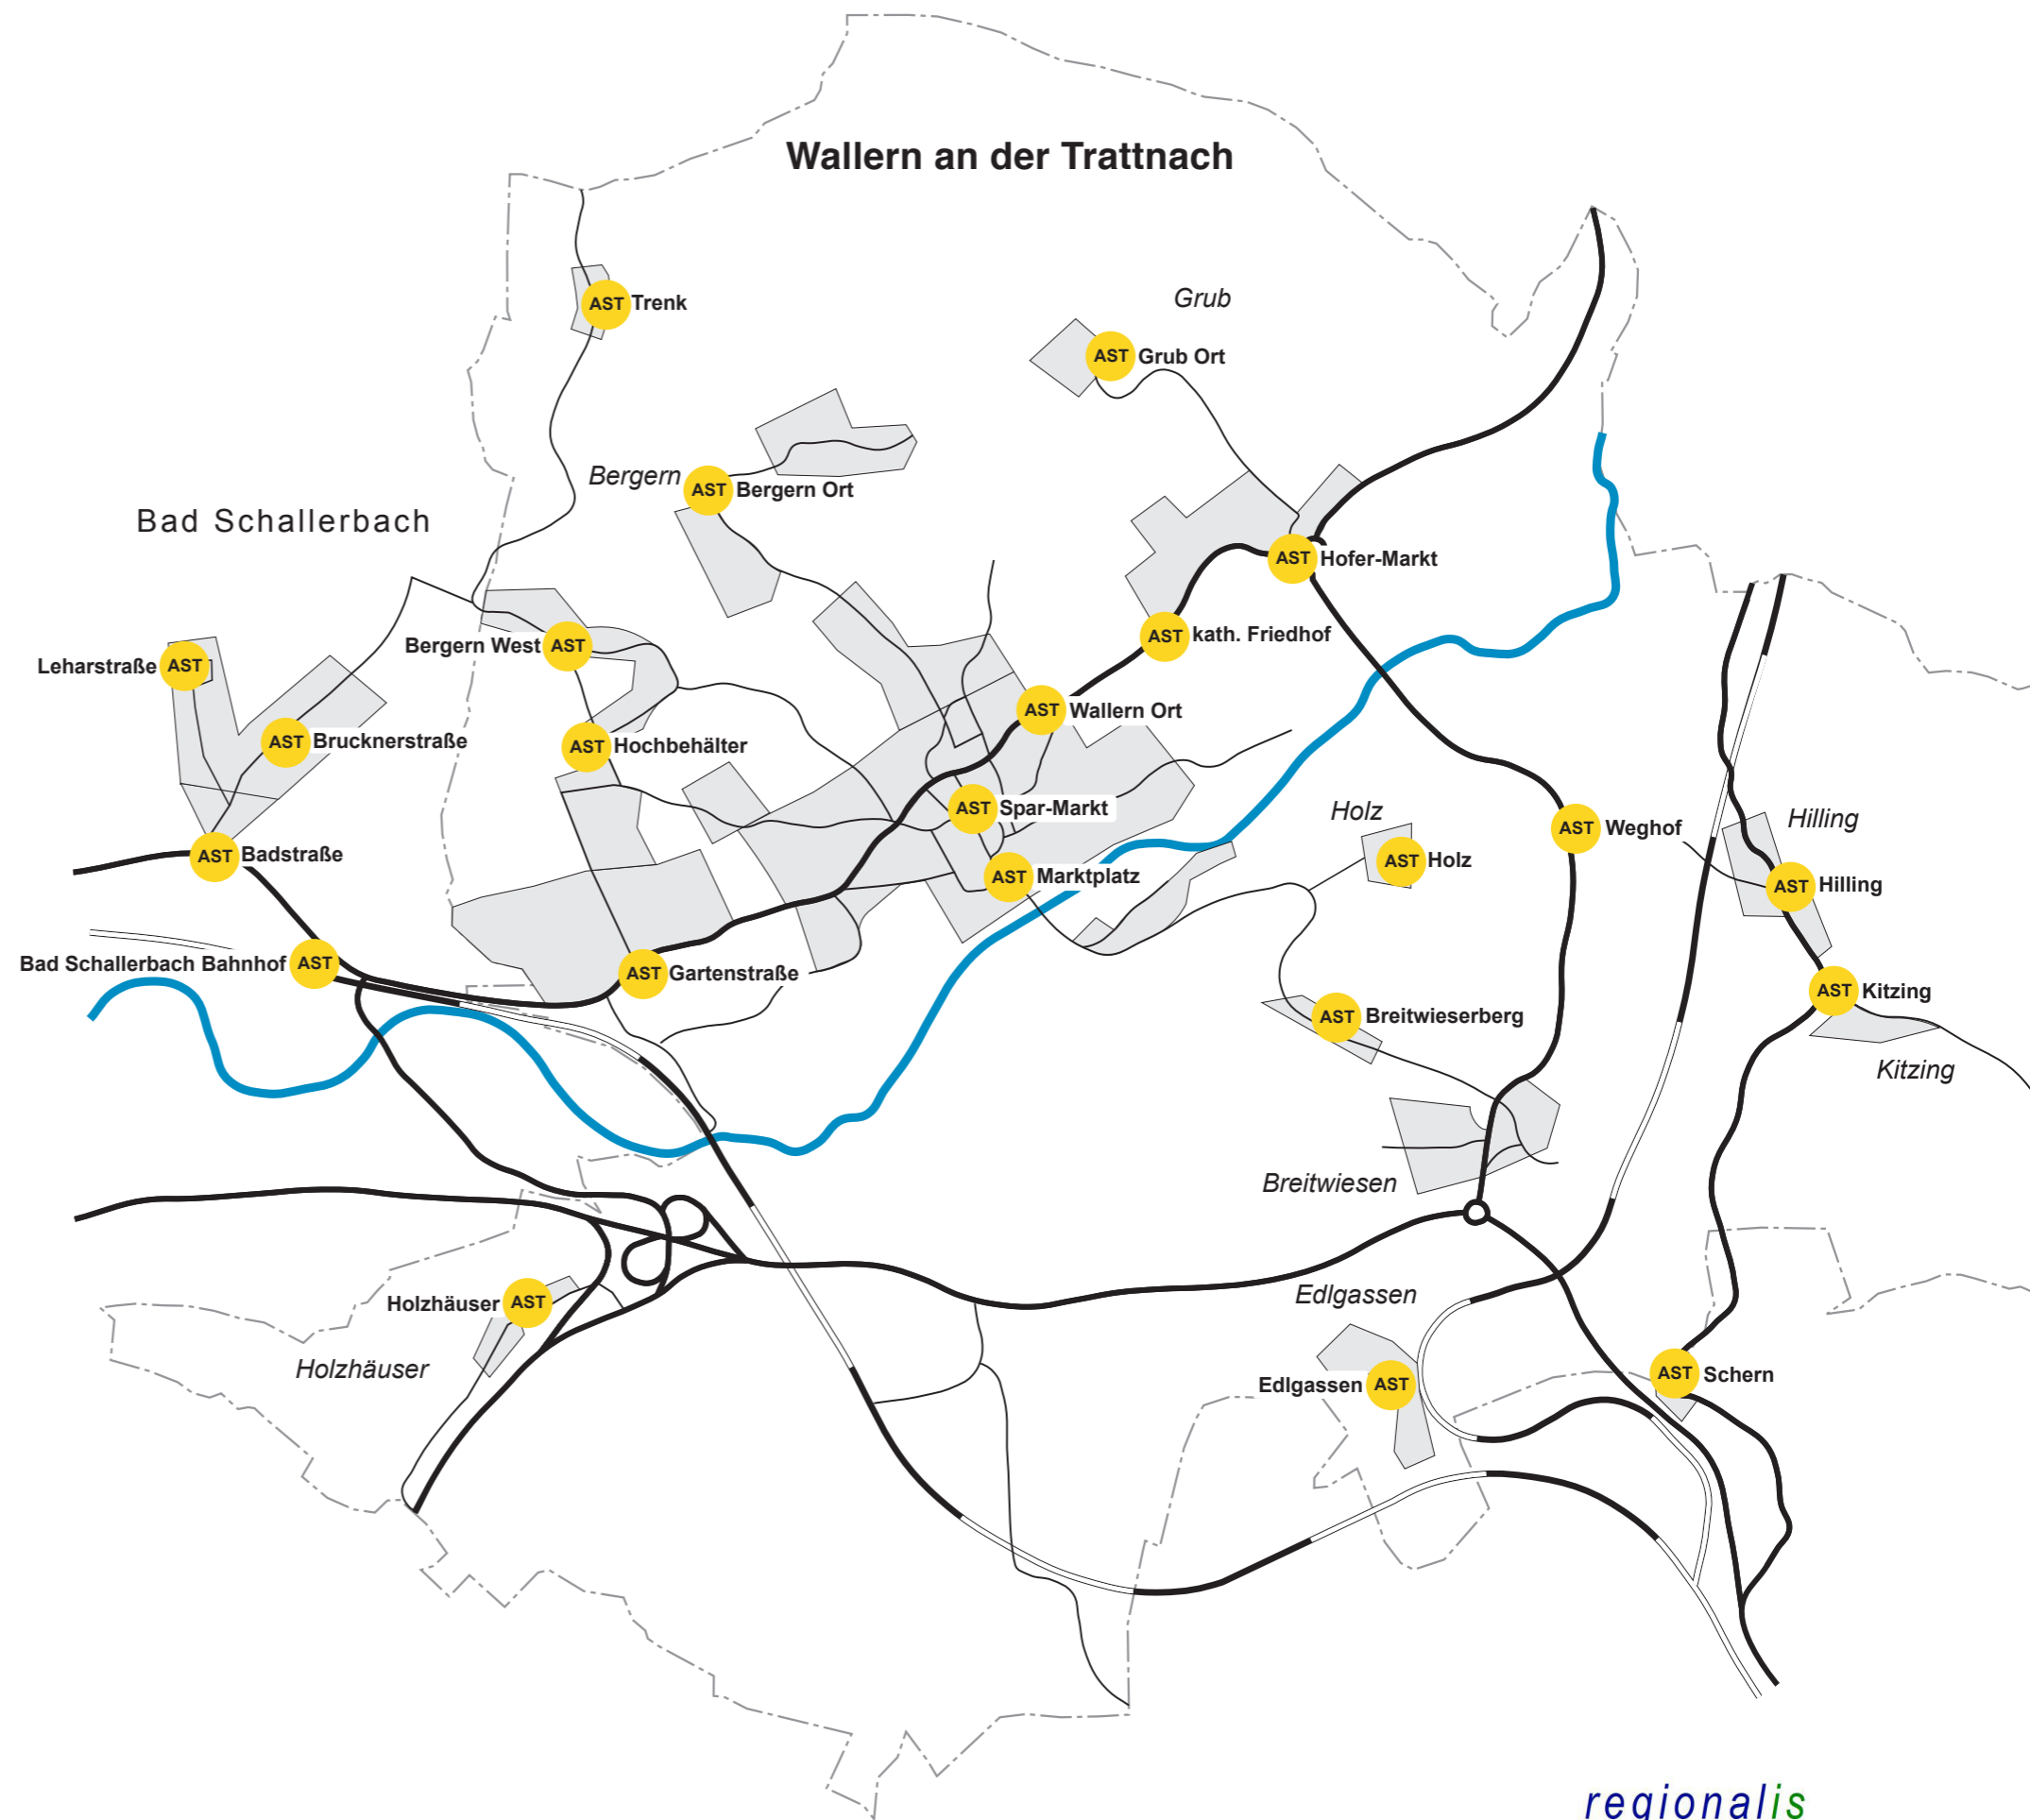 Wallern an der Trattnach
Grub
AST Trenk
AST Grub Ort
Bergern
AST Bergern Ort
Bad Schallerbach
AST Hofer-Markt
AST kath. Friedhof
Bergern West AST
Leharstraße AST
AST Wallern Ort
AST Brucknerstraße
AST Hochbehälter
AST Spar-Markt
Holz
Hilling
AST Weghof
AST Badstraße
AST Holz
AST Marktplatz
AST Hilling
Bad Schallerbach Bahnhof AST
AST Gartenstraße
AST Kitzing
AST Breitwieserberg
Kitzing
Breitwiesen
Edlgassen
Holzhäuser AST
Holzhäuser
AST Schern
Edlgassen AST
regionalis